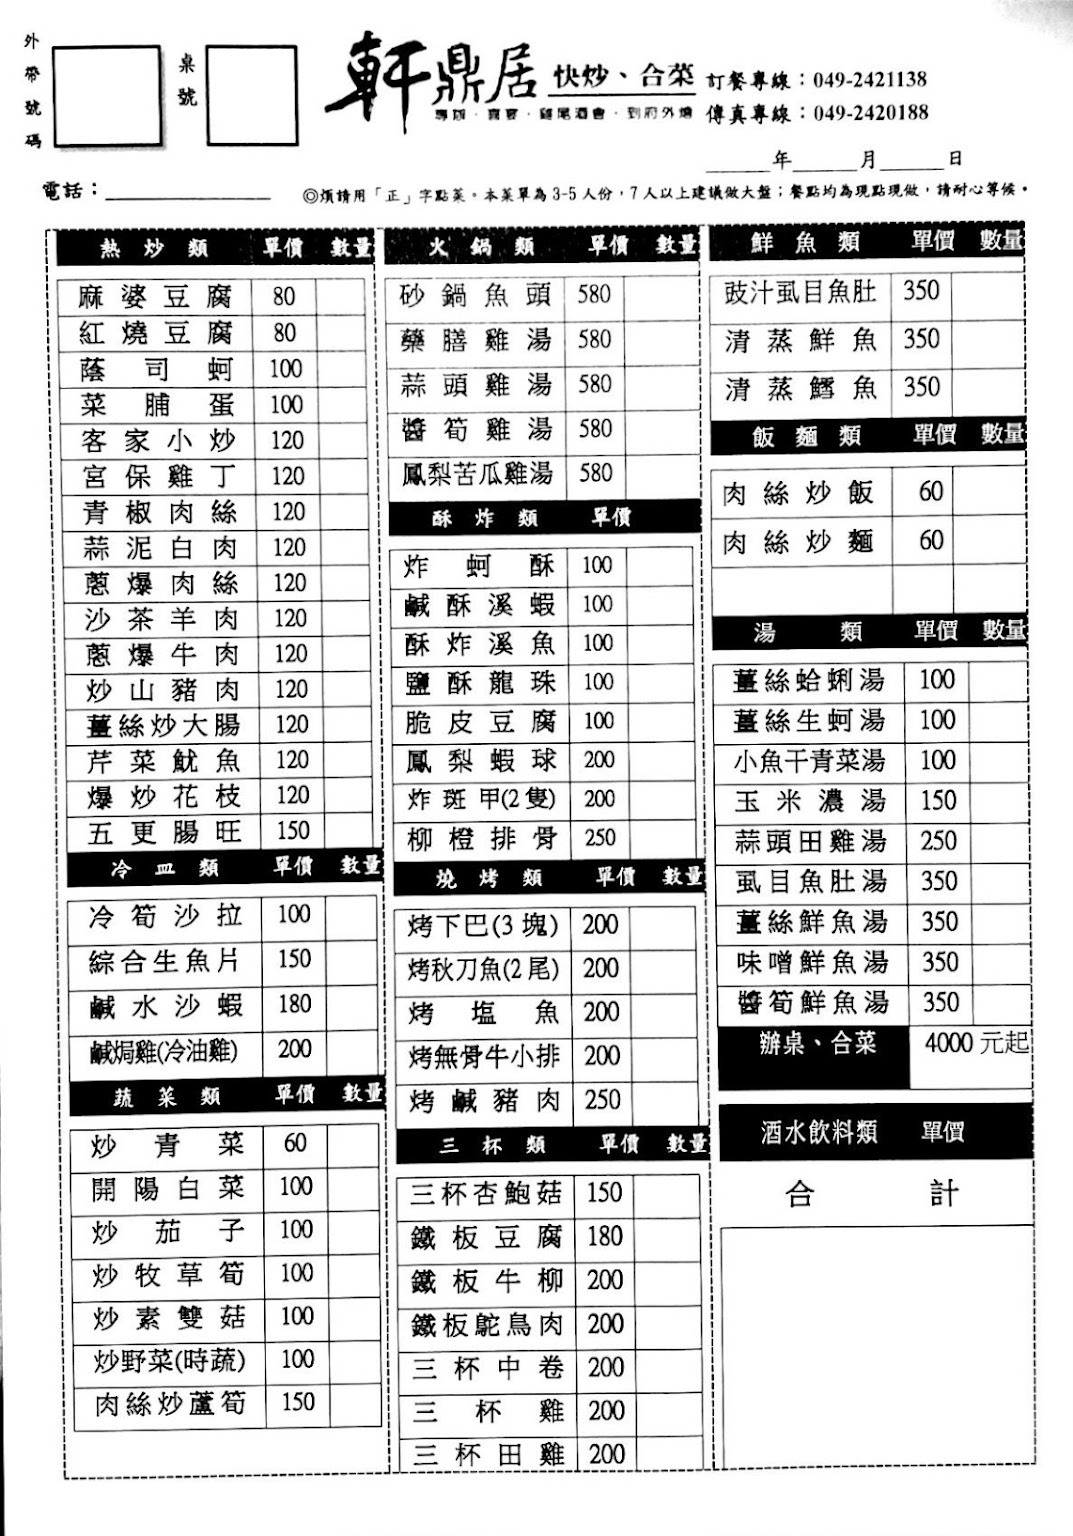 外帶號碼
桌號
軒鼎居 快炒、合菜
專辦．喜宴．雞尾酒會．到府外燴
訂餐專線：049-2421138
傳真專線：049-2420188
年 月 日
電話：
◎煩請用「正」字點菜。本菜單為3-5人份，7人以上建議做大盤；餐點均為現點現做，請耐心等候。
熱炒類 單價 數量
麻婆豆腐 80
紅燒豆腐 80
蔭司蚵 100
菜脯蛋 100
客家小炒 120
宮保雞丁 120
青椒肉絲 120
蒜泥白肉 120
蔥爆肉絲 120
沙茶羊肉 120
蔥爆牛肉 120
炒山豬肉 120
薑絲炒大腸 120
芹菜魷魚 120
爆炒花枝 120
五更腸旺 150
冷皿類 單價 數量
冷筍沙拉 100
綜合生魚片 150
鹹水沙蝦 180
鹹焗雞(冷油雞) 200
蔬菜類 單價 數量
炒青菜 60
開陽白菜 100
炒茄子 100
炒牧草筍 100
炒素雙菇 100
炒野菜(時蔬) 100
肉絲炒蘆筍 150
火鍋類 單價 數量
砂鍋魚頭 580
藥膳雞湯 580
蒜頭雞湯 580
醬筍雞湯 580
鳳梨苦瓜雞湯 580
酥炸類 單價
炸蚵酥 100
鹹酥溪蝦 100
酥炸溪魚 100
鹽酥龍珠 100
脆皮豆腐 100
鳳梨蝦球 200
炸斑甲(2隻) 200
柳橙排骨 250
燒烤類 單價 數量
烤下巴(3塊) 200
烤秋刀魚(2尾) 200
烤塩魚 200
烤無骨牛小排 200
烤鹹豬肉 250
三杯類 單價 數量
三杯杏鮑菇 150
鐵板豆腐 180
鐵板牛柳 200
鐵板鴕鳥肉 200
三杯中卷 200
三杯雞 200
三杯田雞 200
鮮魚類 單價 數量
豉汁虱目魚肚 350
清蒸鮮魚 350
清蒸鱈魚 350
飯麵類 單價 數量
肉絲炒飯 60
肉絲炒麵 60
湯類 單價 數量
薑絲蛤蜊湯 100
薑絲生蚵湯 100
小魚干青菜湯 100
玉米濃湯 150
蒜頭田雞湯 250
虱目魚肚湯 350
薑絲鮮魚湯 350
味噌鮮魚湯 350
醬筍鮮魚湯 350
辦桌、合菜 4000元起
酒水飲料類 單價
合計